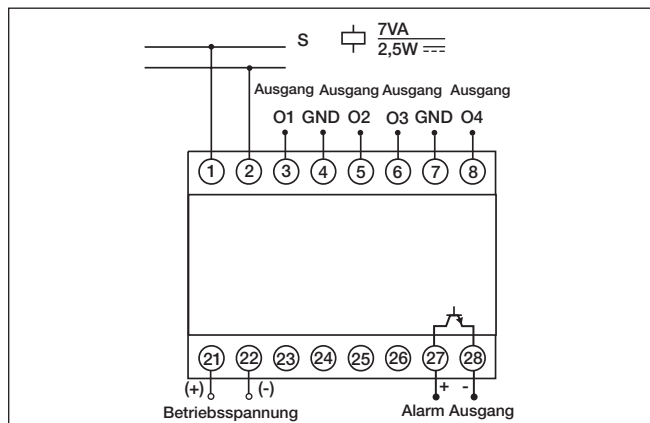 S
7VA
2,5W
Ausgang Ausgang Ausgang Ausgang
O1 GND O2 O3 GND O4
1 2 3 4 5 6 7 8
21 22 23 24 25 26 27 28
(+) (-) + -
Betriebsspannung Alarm Ausgang